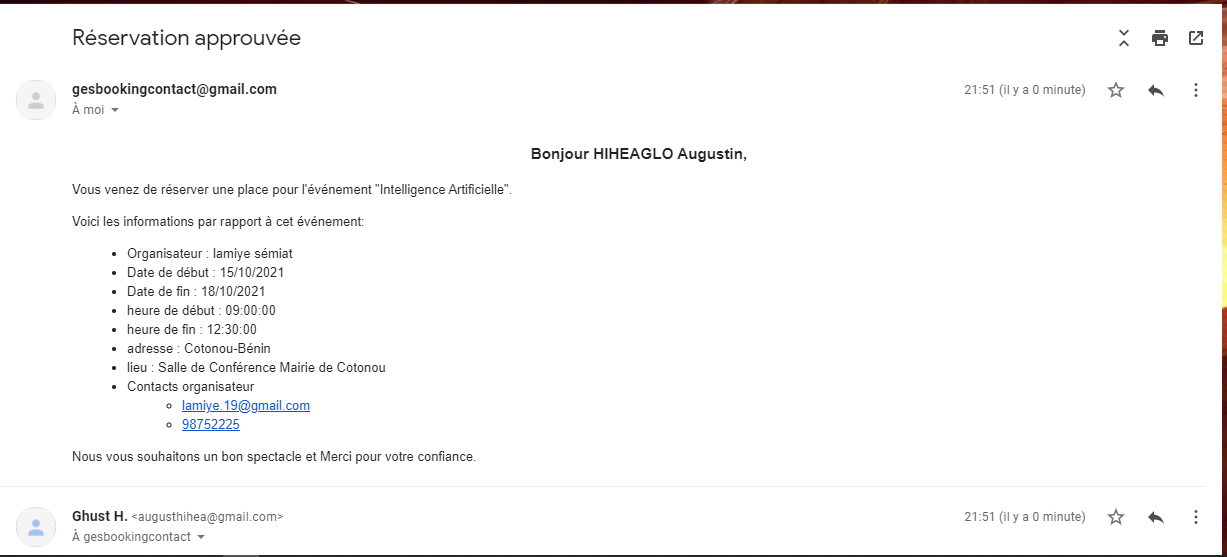 Réservation approuvée
gesbookingcontact@gmail.com
21:51 (il y a 0 minute)
À moi
Bonjour HIHEAGLO Augustin,
Vous venez de réserver une place pour l'événement "Intelligence Artificielle".
Voici les informations par rapport à cet événement:
Organisateur : lamiye sémiat
Date de début : 15/10/2021
Date de fin : 18/10/2021
heure de début : 09:00:00
heure de fin : 12:30:00
adresse : Cotonou-Bénin
lieu : Salle de Conférence Mairie de Cotonou
Contacts organisateur
lamiye.19@gmail.com
98752225
Nous vous souhaitons un bon spectacle et Merci pour votre confiance.
Ghust H. <augusthihea@gmail.com>
21:51 (il y a 0 minute)
À gesbookingcontact